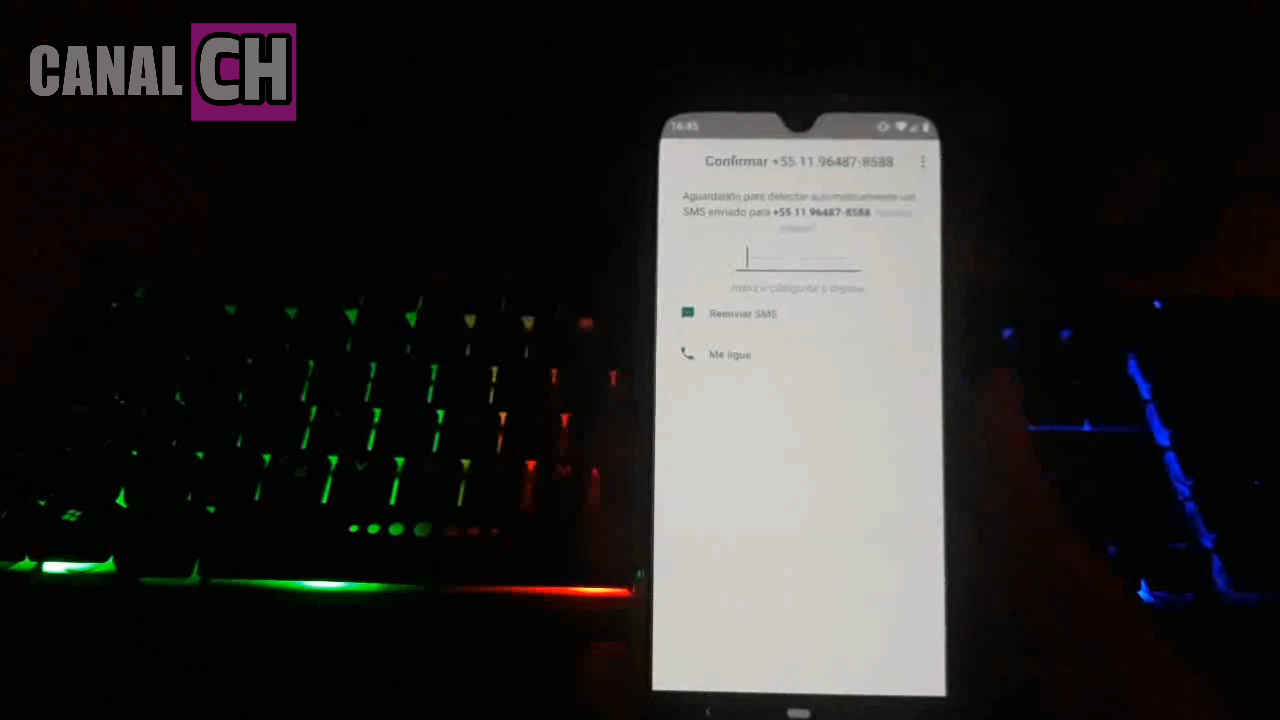 CANAL CH
16:45
Confirmar +55 11 96487-8588
Aguardando para detectar automaticamente um
SMS enviado para +55 11 96487-8588
Reenviar SMS
Me ligue